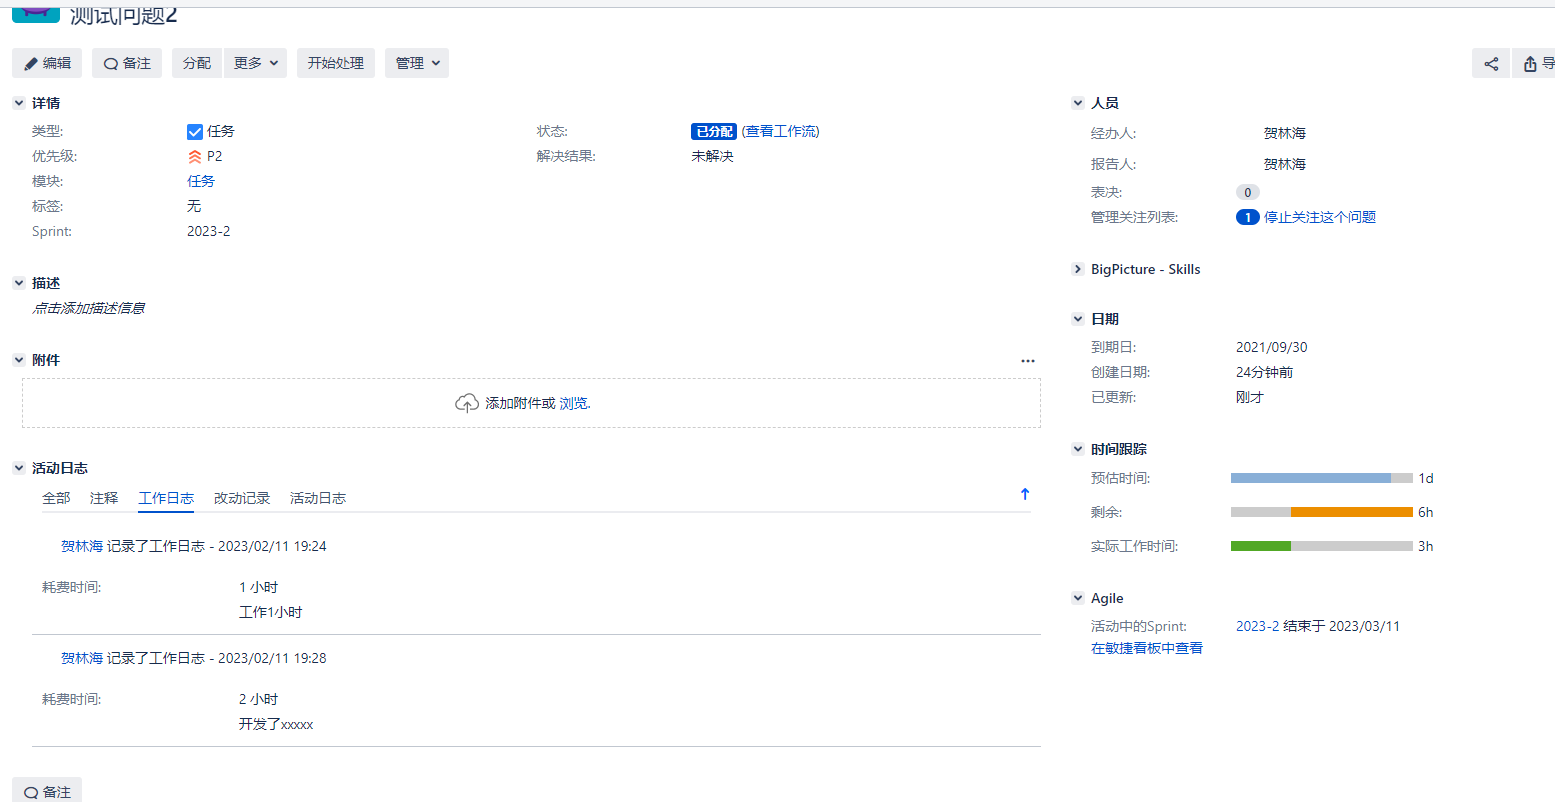 测试问题2
编辑 备注 分配 更多 开始处理 管理 导
详情
类型: 任务 状态: 已分配 (查看工作流)
优先级: P2 解决结果: 未解决
模块: 任务
标签: 无
Sprint: 2023-2
描述
点击添加描述信息
附件
添加附件或 浏览.
活动日志
全部 注释 工作日志 改动记录 活动日志
贺林海 记录了工作日志 - 2023/02/11 19:24
耗费时间: 1 小时
工作1小时
贺林海 记录了工作日志 - 2023/02/11 19:28
耗费时间: 2 小时
开发了xxxxx
备注
人员
经办人: 贺林海
报告人: 贺林海
表决: 0
管理关注列表: 1 停止关注这个问题
BigPicture - Skills
日期
到期日: 2021/09/30
创建日期: 24分钟前
已更新: 刚才
时间跟踪
预估时间: 1d
剩余: 6h
实际工作时间: 3h
Agile
活动中的Sprint: 2023-2 结束于 2023/03/11
在敏捷看板中查看